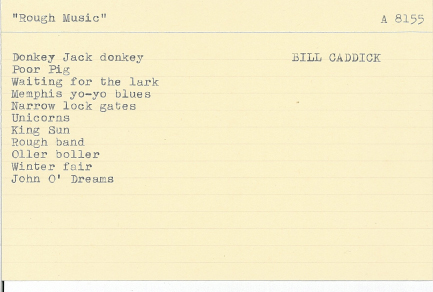 "Rough Music" A 8155
Donkey Jack donkey BILL CADDICK
Poor Pig
Waiting for the lark
Memphis yo-yo blues
Narrow lock gates
Unicorns
King Sun
Rough band
Oller boller
Winter fair
John O' Dreams